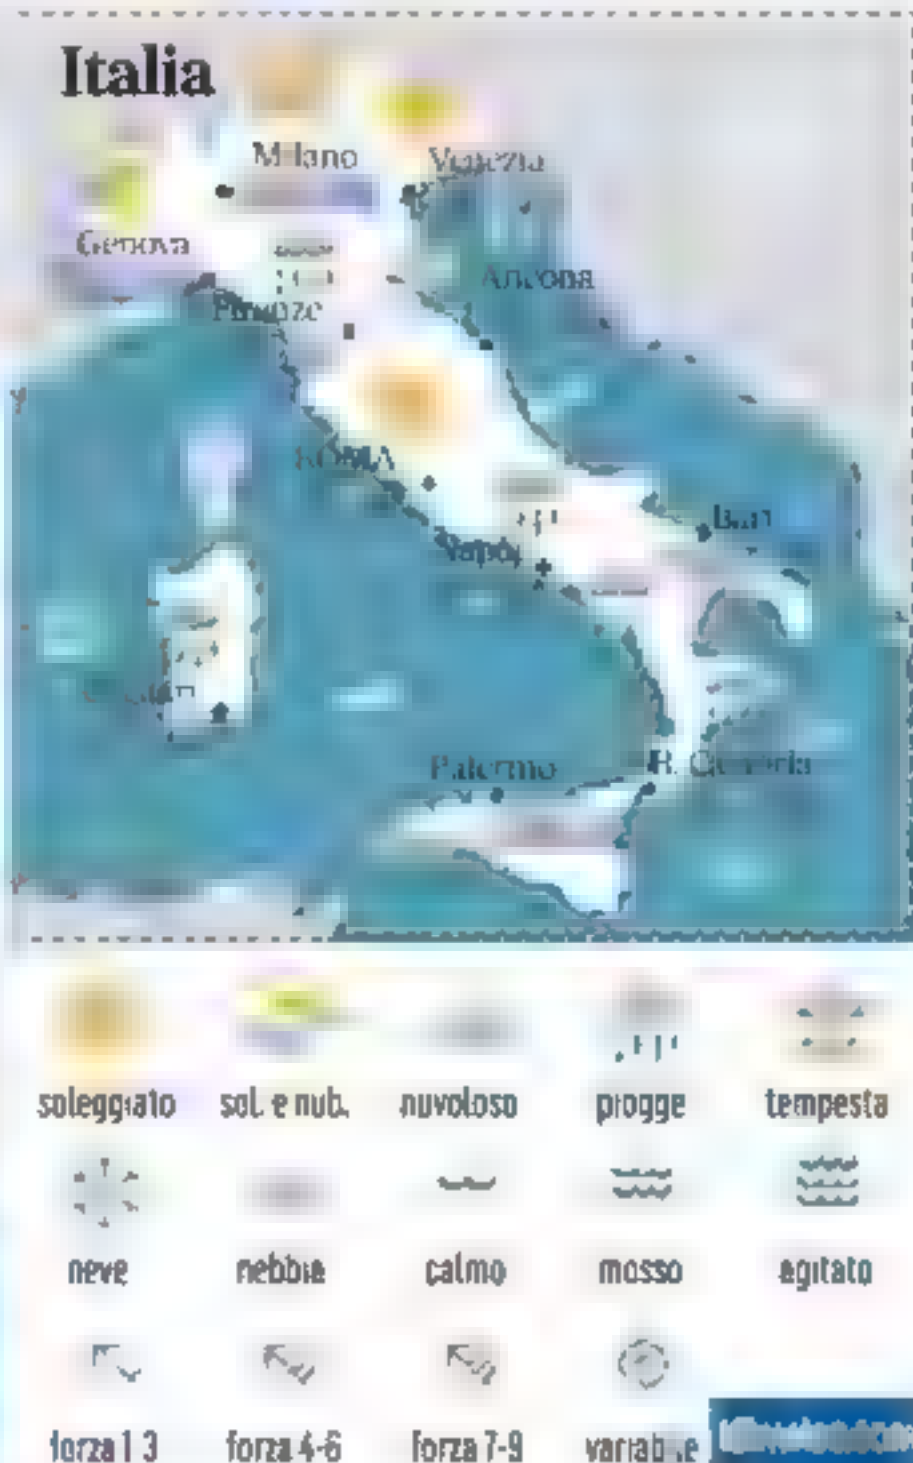 Italia
Milano
Venezia
Genova
Ancona
Firenze
ROMA
Bari
Napoli
Palermo
R. Calabria
soleggiato
sol. e nub.
nuvoloso
piogge
tempesta
neve
nebbia
calmo
mosso
agitato
forza 1-3
forza 4-6
forza 7-9
variabile